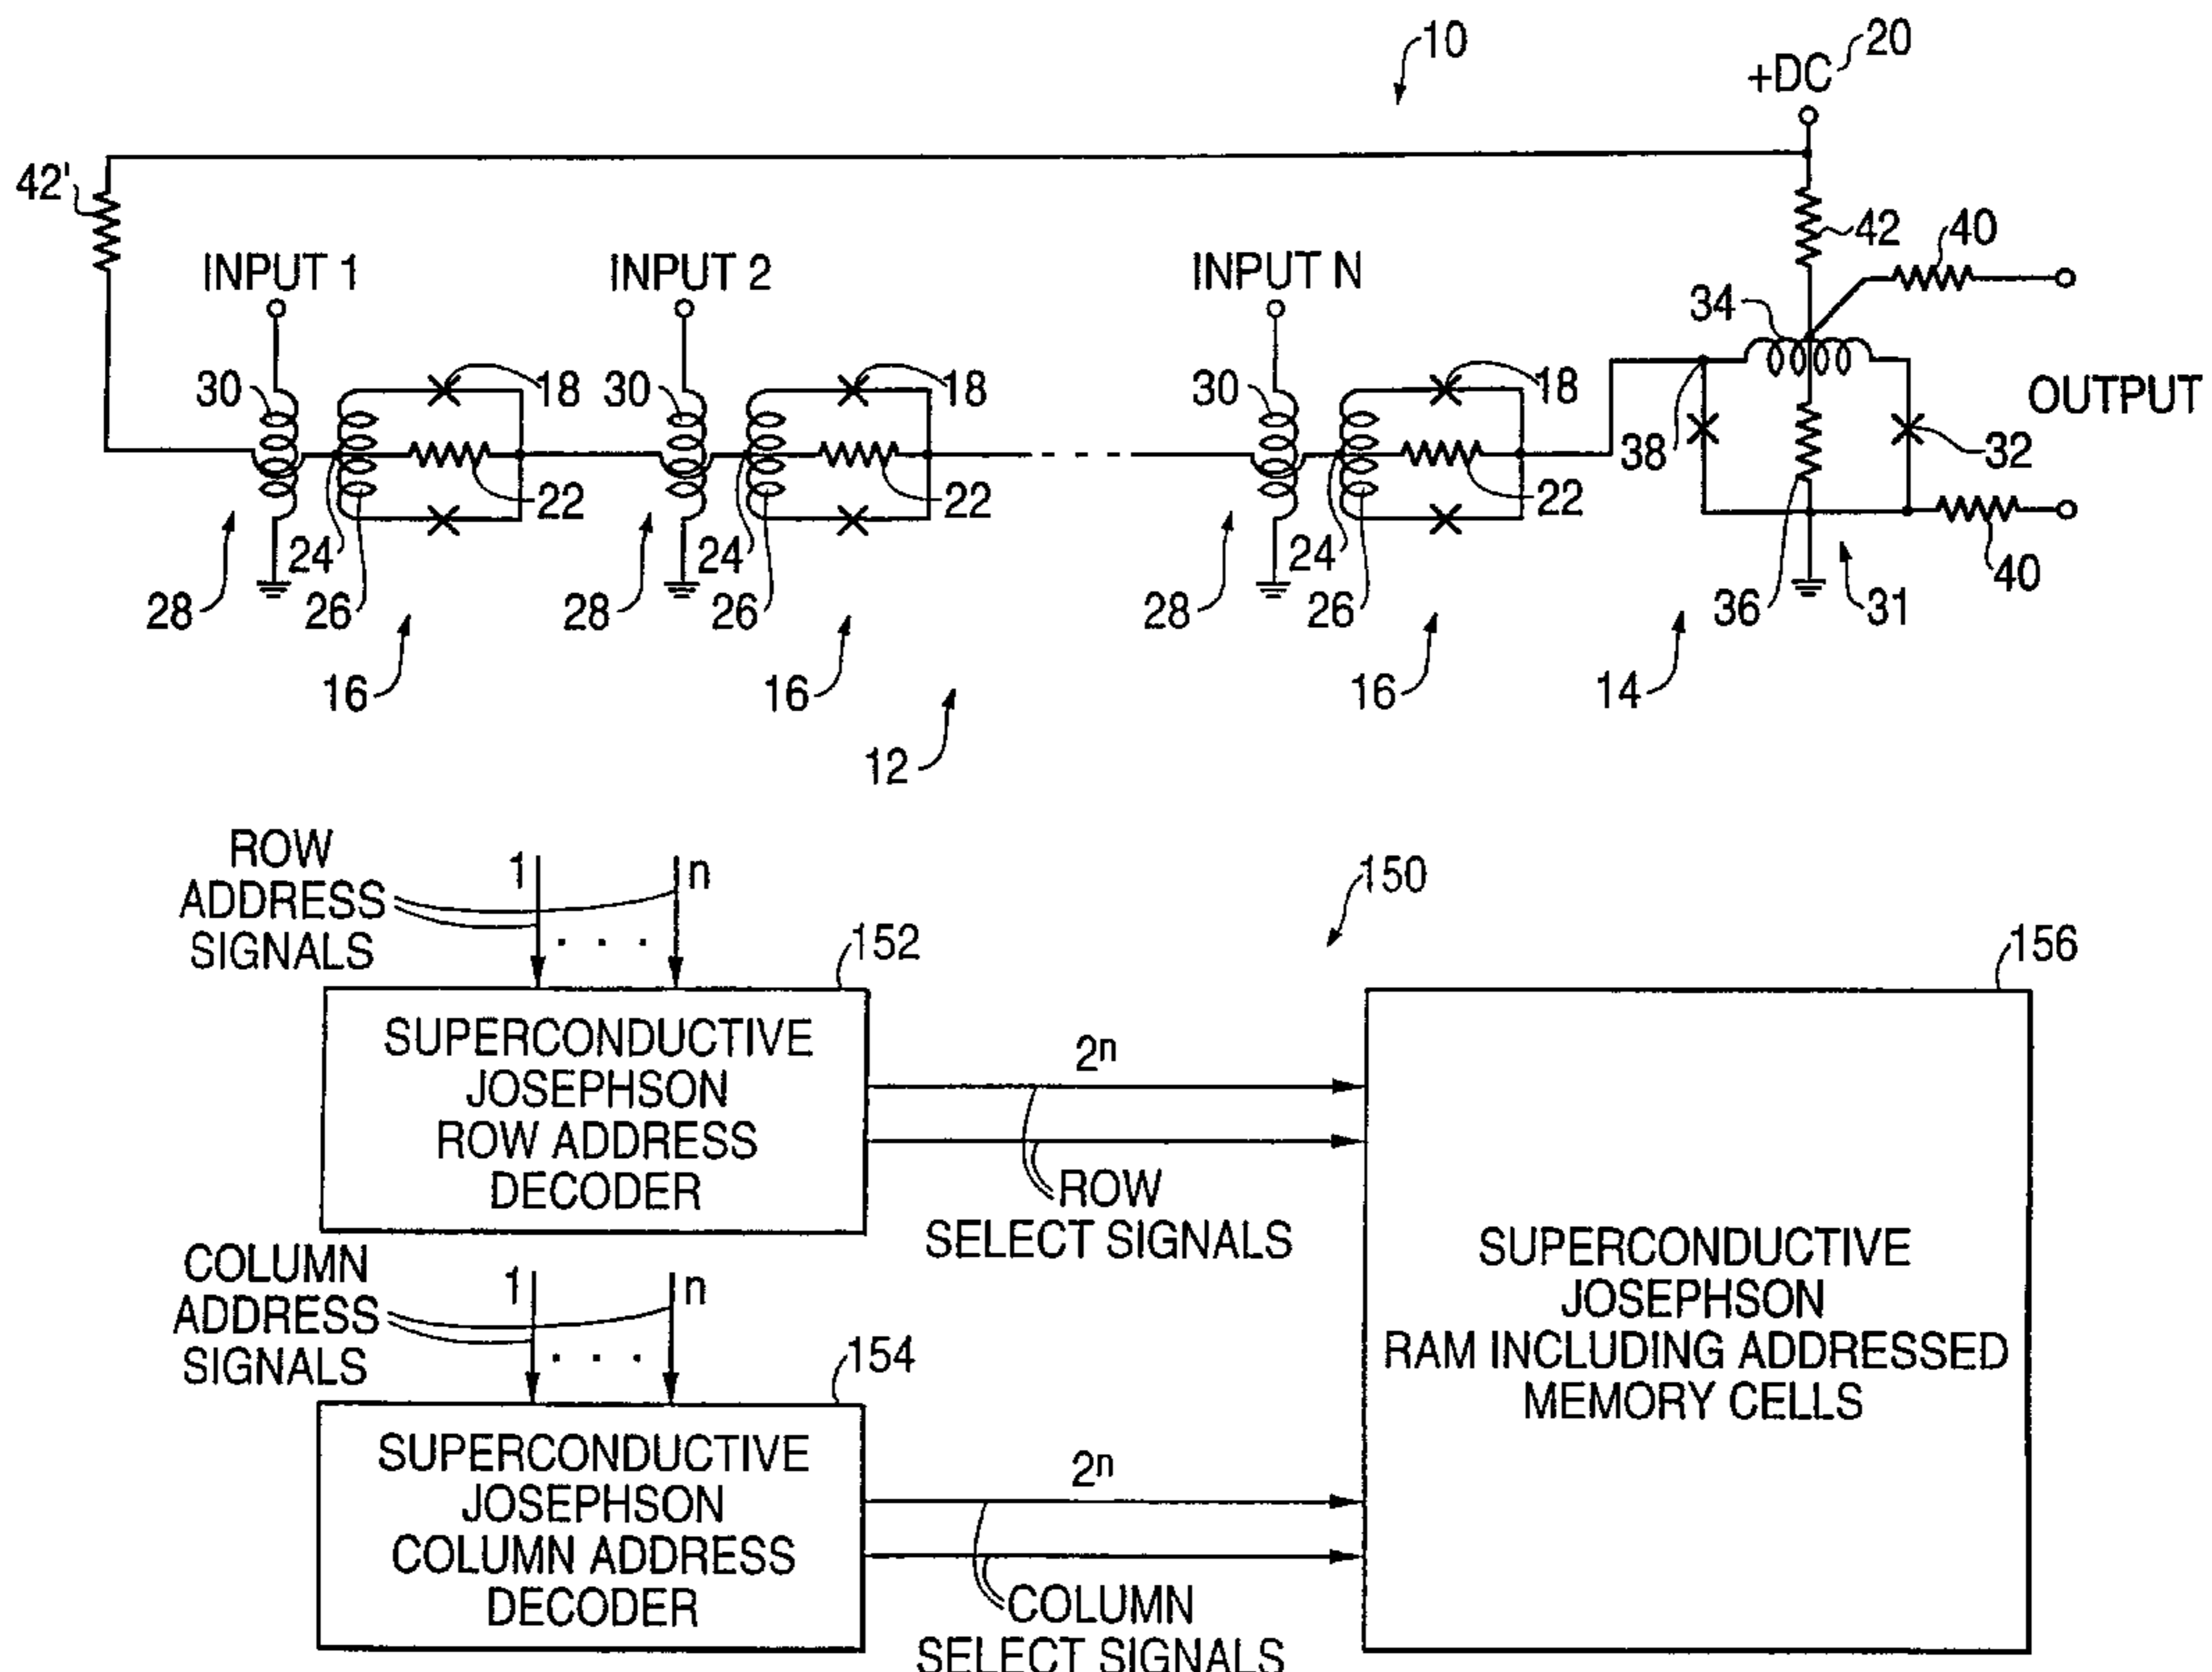 10
20
+DC
42'
42
40
INPUT 1
INPUT 2
INPUT N
34
30
18
30
18
30
18
OUTPUT
38
32
22
22
22
24
24
24
28
26
28
26
28
26
36
31
40
16
16
16
14
12
ROW
ADDRESS
SIGNALS
1
n
. . .
150
152
156
SUPERCONDUCTIVE
JOSEPHSON
ROW ADDRESS
DECODER
2ⁿ
ROW
SELECT SIGNALS
COLUMN
ADDRESS
SIGNALS
1
n
. . .
154
SUPERCONDUCTIVE
JOSEPHSON
COLUMN ADDRESS
DECODER
2ⁿ
COLUMN
SELECT SIGNALS
SUPERCONDUCTIVE
JOSEPHSON
RAM INCLUDING ADDRESSED
MEMORY CELLS